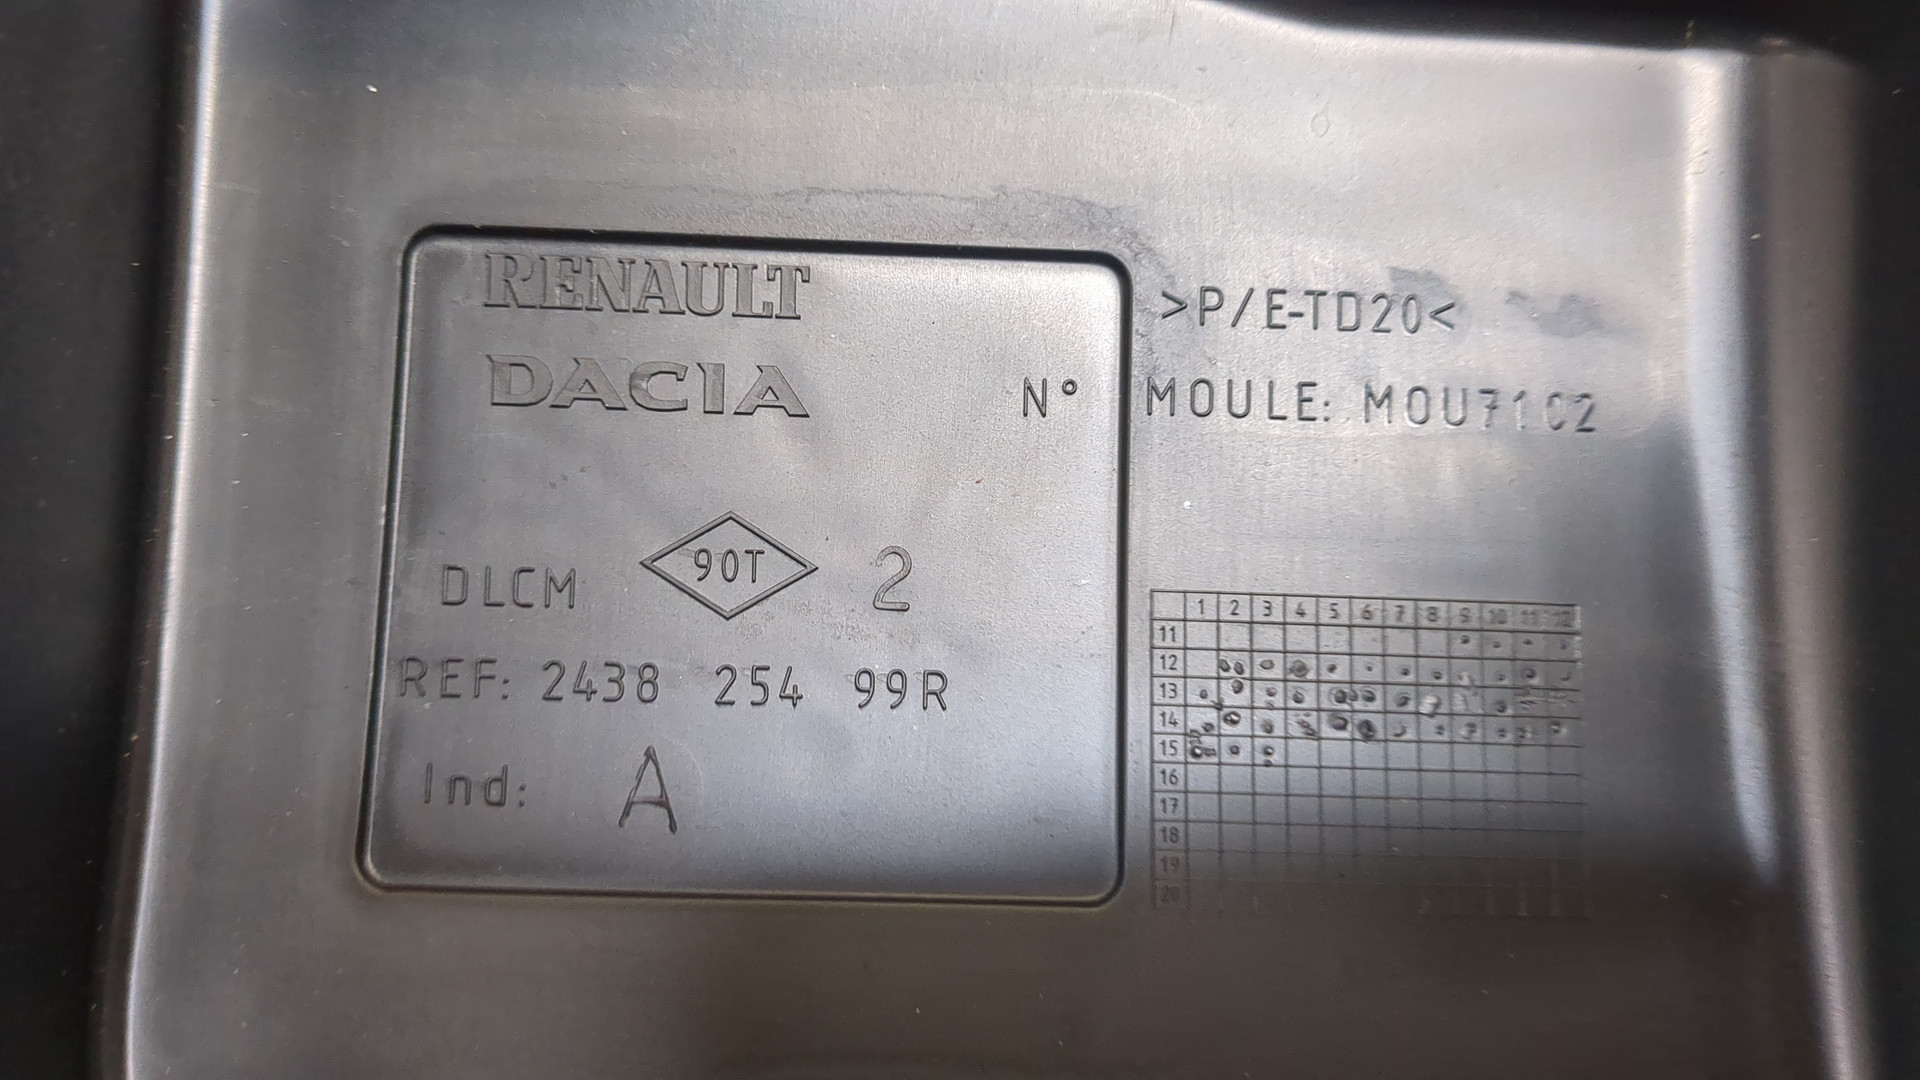 RENAULT
>P/E-TD20<
DACIA
N° MOULE: MOU71C2
DLCM 90T 2
REF: 2438 254 99R
Ind: A
1 2 3 4 5 6 7 8 9 10 11 12
11
12
13
14
15
16
17
18
19
20